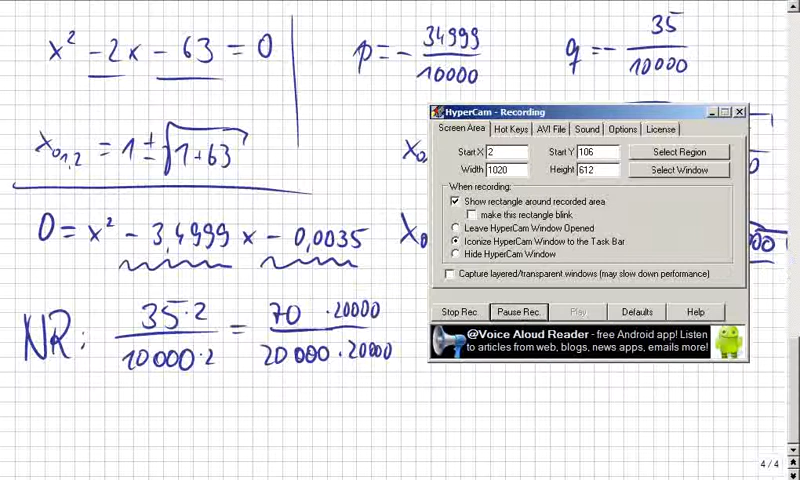 x² - 2x - 63 = 0
p = - 34999/10000
q = - 35/10000
x₀₁,₂ = 1 ± √1+63
0 = x² - 3,4999 x - 0,0035
NR: 35·2/10000·2 = 70 ·20000/20000 ·20000
HyperCam - Recording
Screen Area Hot Keys AVI File Sound Options License
Start X 2 Start Y 106 Select Region
Width 1020 Height 612 Select Window
When recording:
Show rectangle around recorded area
make this rectangle blink
Leave HyperCam Window Opened
Iconize HyperCam Window to the Task Bar
Hide HyperCam Window
Capture layered/transparent windows (may slow down performance)
Stop Rec. Pause Rec. Play Defaults Help
@Voice Aloud Reader - free Android app! Listen
to articles from web, blogs, news apps, emails more!
4 / 4